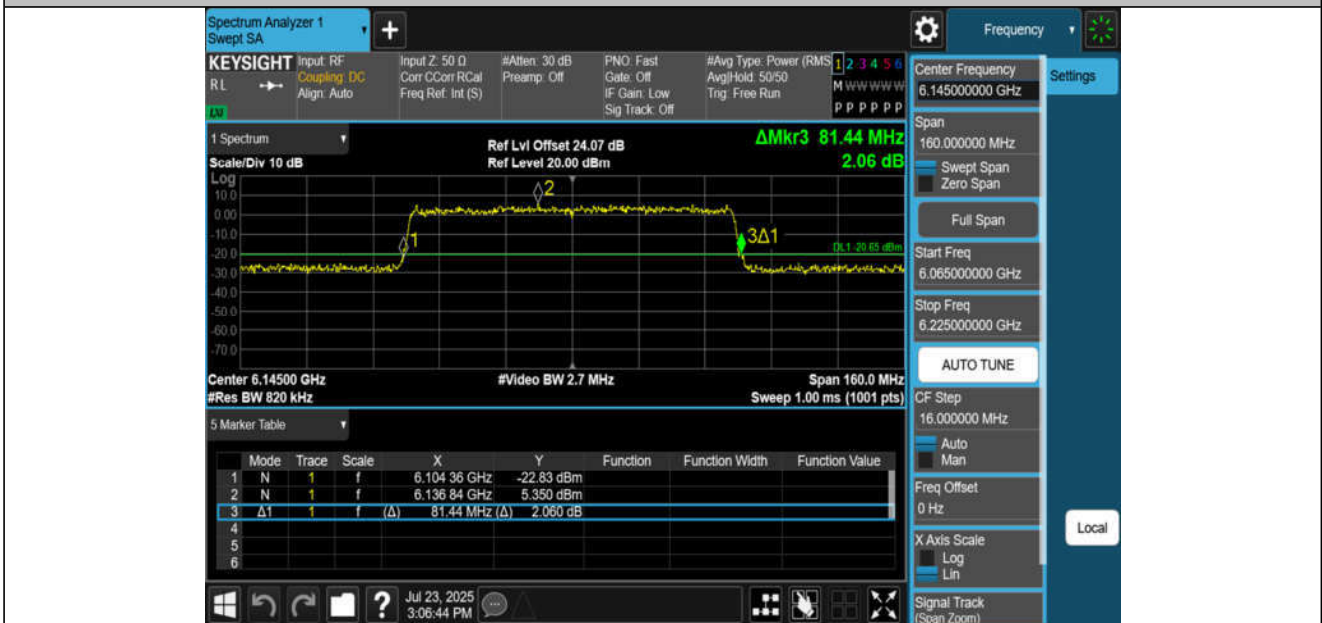 Spectrum Analyzer 1
Swept SA
+
Frequency
KEYSIGHT
RL
LXI
Input: RF
Coupling: DC
Align: Auto
Input Z: 50 Ω
Corr CCorr RCal
Freq Ref: Int (S)
#Atten: 30 dB
Preamp: Off
PNO: Fast
Gate: Off
IF Gain: Low
Sig Track: Off
#Avg Type: Power (RMS
Avg|Hold: 50/50
Trig: Free Run
1 2 3 4 5 6
M W W W W W
P P P P P P
1 Spectrum
Scale/Div 10 dB
Ref Lvl Offset 24.07 dB
Ref Level 20.00 dBm
ΔMkr3 81.44 MHz
2.06 dB
Log
10.0
0.00
-10.0
-20.0
-30.0
-40.0
-50.0
-60.0
-70.0
2
1
3Δ1
DL1 -20.65 dBm
Center 6.14500 GHz
#Video BW 2.7 MHz
Span 160.0 MHz
#Res BW 820 kHz
Sweep 1.00 ms (1001 pts)
5 Marker Table
Mode Trace Scale X Y Function Function Width Function Value
1 N 1 f 6.104 36 GHz -22.83 dBm
2 N 1 f 6.136 84 GHz 5.350 dBm
3 Δ1 1 f (Δ) 81.44 MHz (Δ) 2.060 dB
4
5
6
?
Jul 23, 2025
3:06:44 PM
Center Frequency
6.145000000 GHz
Settings
Span
160.000000 MHz
Swept Span
Zero Span
Full Span
Start Freq
6.065000000 GHz
Stop Freq
6.225000000 GHz
AUTO TUNE
CF Step
16.000000 MHz
Auto
Man
Freq Offset
0 Hz
X Axis Scale
Log
Lin
Local
Signal Track
(Span Zoom)